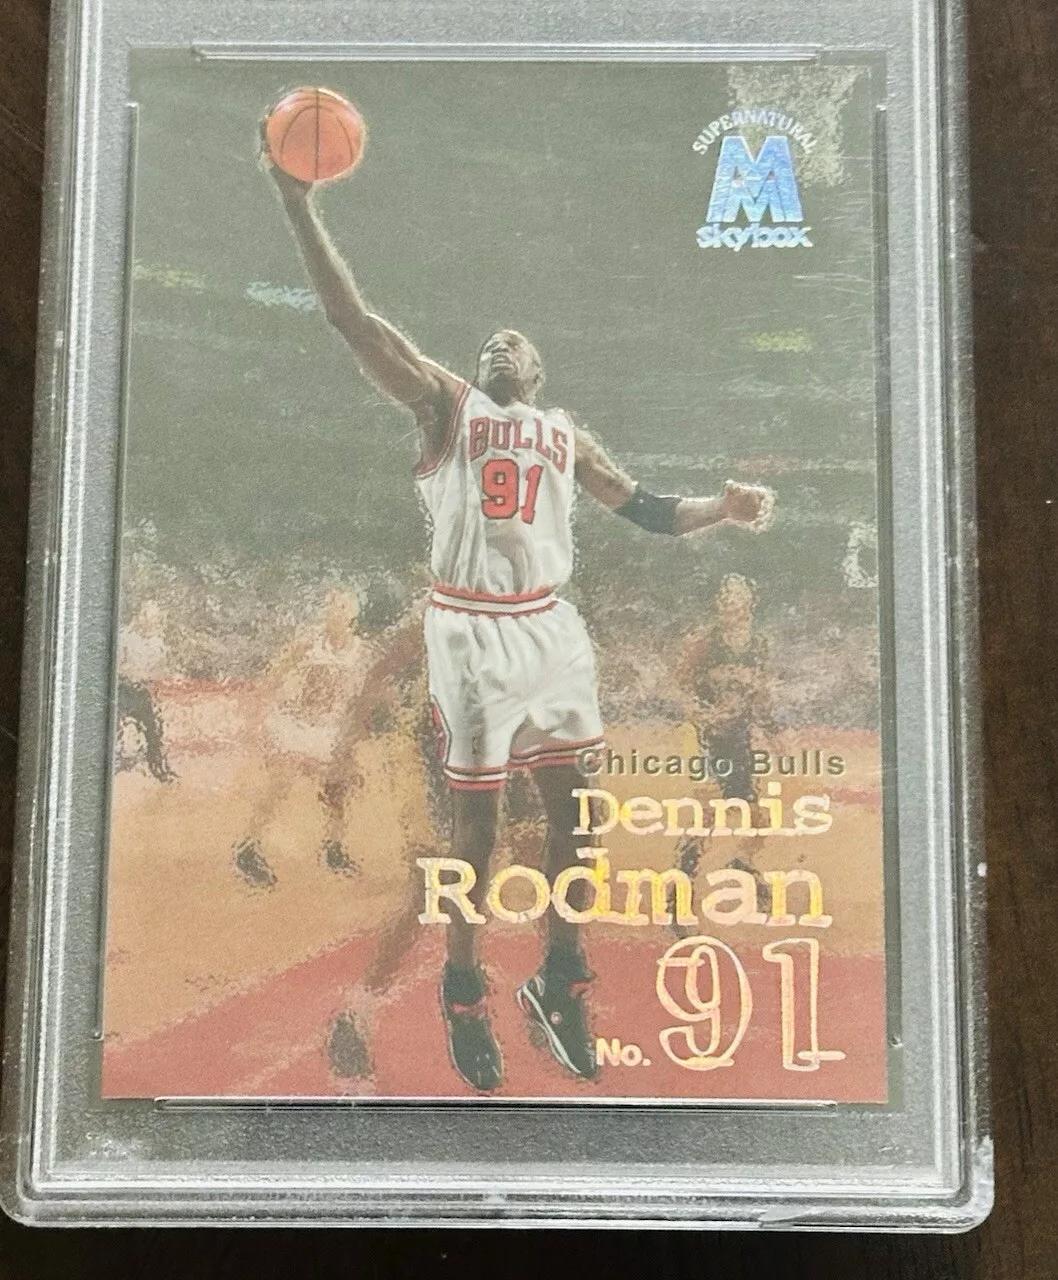 SUPERNATURAL
M
skybox
BULLS
91
Chicago Bulls
Dennis
Rodman
No. 91